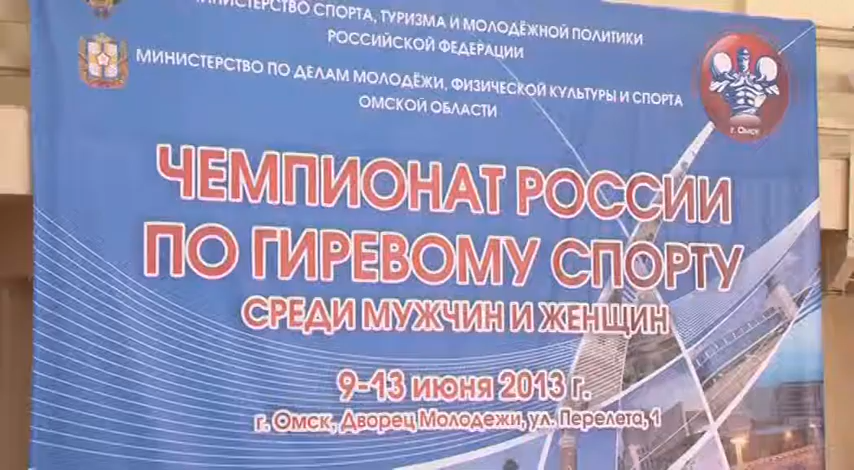 МИНИСТЕРСТВО СПОРТА, ТУРИЗМА И МОЛОДЁЖНОЙ ПОЛИТИКИ
РОССИЙСКОЙ ФЕДЕРАЦИИ
МИНИСТЕРСТВО ПО ДЕЛАМ МОЛОДЁЖИ, ФИЗИЧЕСКОЙ КУЛЬТУРЫ И СПОРТА
ОМСКОЙ ОБЛАСТИ
г. Омск
ЧЕМПИОНАТ РОССИИ
ПО ГИРЕВОМУ СПОРТУ
СРЕДИ МУЖЧИН И ЖЕНЩИН
9-13 июня 2013 г.
г. Омск, Дворец Молодежи, ул. Перелета, 1